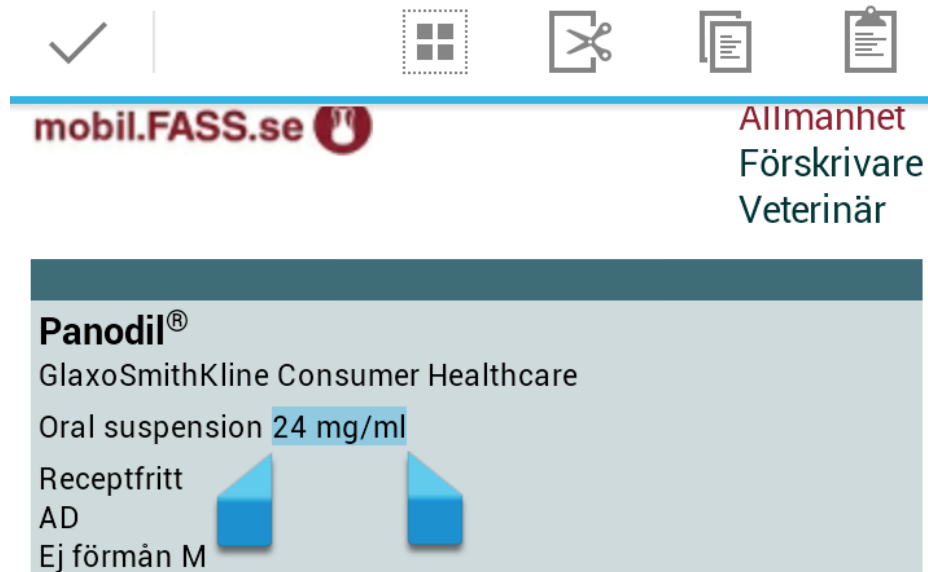 mobil.FASS.se
Allmänhet
Förskrivare
Veterinär
Panodil®
GlaxoSmithKline Consumer Healthcare
Oral suspension 24 mg/ml
Receptfritt
AD
Ej förmån M